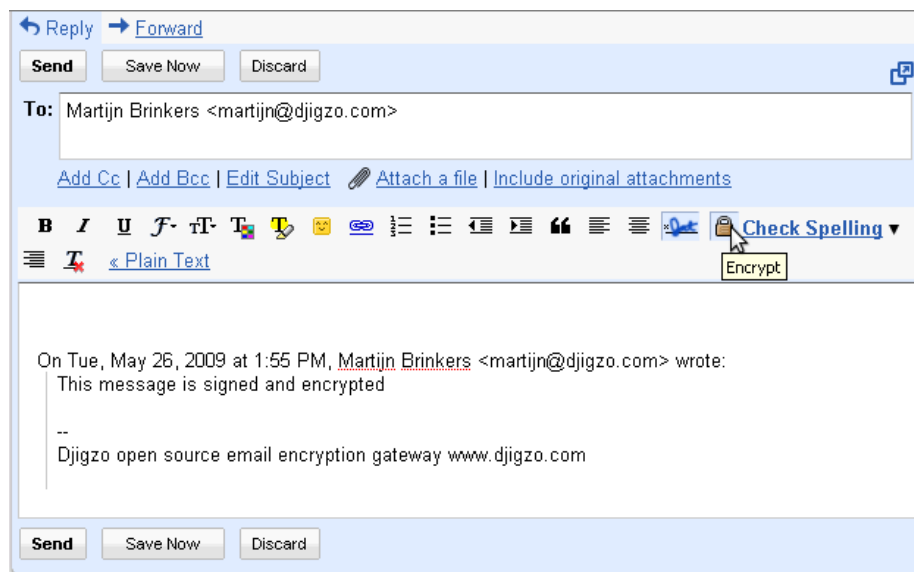 Reply Forward
Send Save Now Discard
To: Martijn Brinkers <martijn@djigzo.com>
Add Cc | Add Bcc | Edit Subject Attach a file | Include original attachments
B I U F T T T Check Spelling ▾
T « Plain Text
Encrypt
On Tue, May 26, 2009 at 1:55 PM, Martijn Brinkers <martijn@djigzo.com> wrote:
This message is signed and encrypted
--
Djigzo open source email encryption gateway www.djigzo.com
Send Save Now Discard